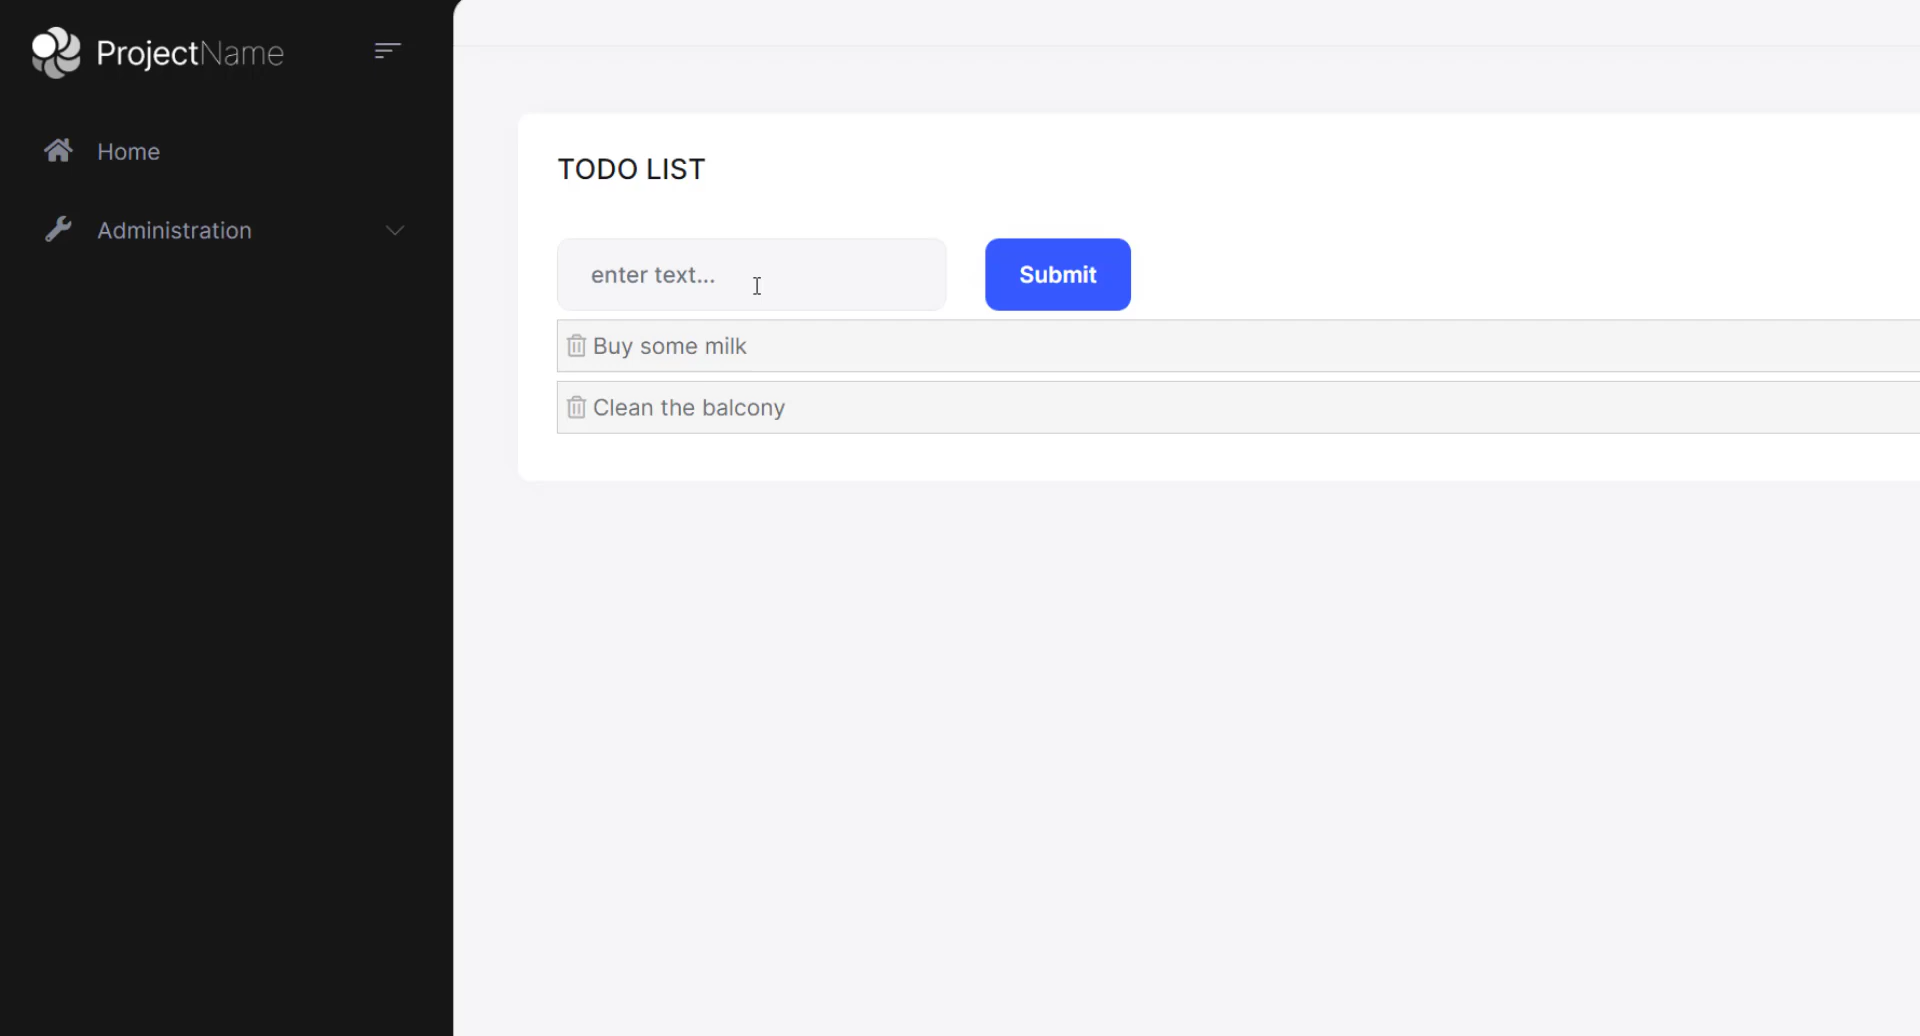 ProjectName
Home
Administration
TODO LIST
enter text...
Submit
Buy some milk
Clean the balcony